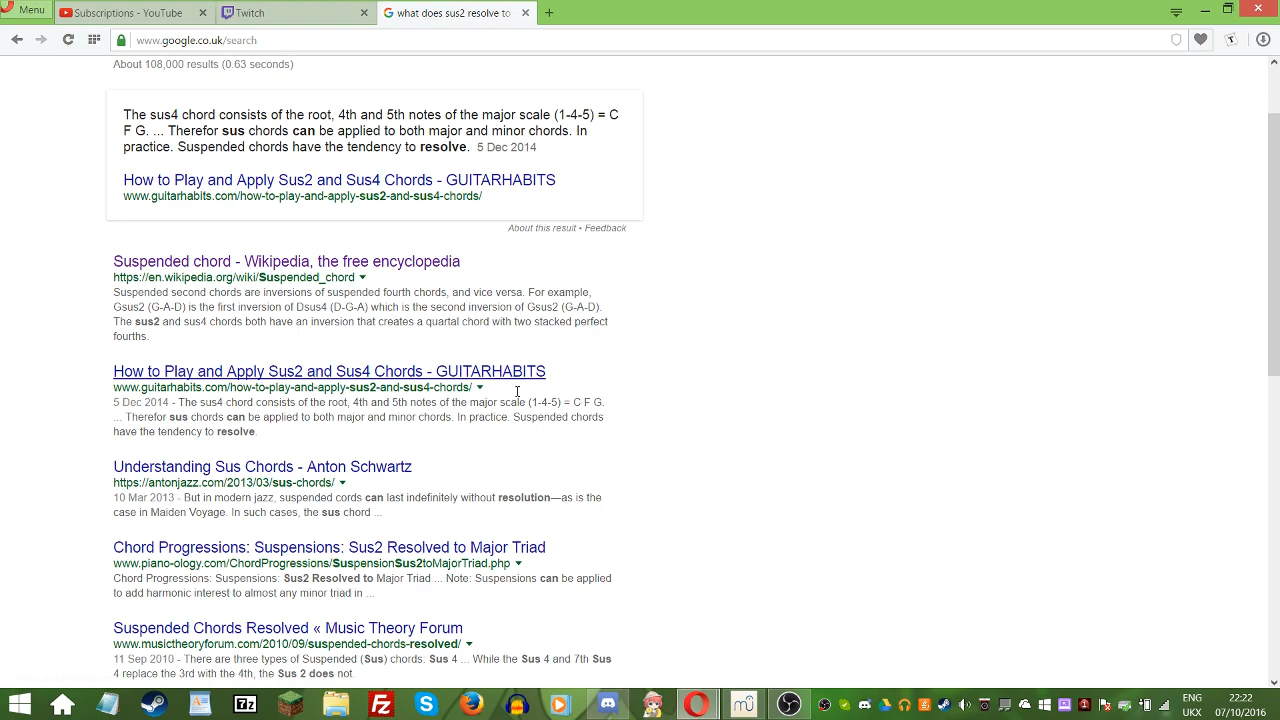 Menu
Subscriptions - YouTube
Twitch
what does sus2 resolve to
www.google.co.uk/search
About 108,000 results (0.63 seconds)
The sus4 chord consists of the root, 4th and 5th notes of the major scale (1-4-5) = C
F G. ... Therefor sus chords can be applied to both major and minor chords. In
practice. Suspended chords have the tendency to resolve. 5 Dec 2014
How to Play and Apply Sus2 and Sus4 Chords - GUITARHABITS
www.guitarhabits.com/how-to-play-and-apply-sus2-and-sus4-chords/
About this result • Feedback
Suspended chord - Wikipedia, the free encyclopedia
https://en.wikipedia.org/wiki/Suspended_chord
Suspended second chords are inversions of suspended fourth chords, and vice versa. For example,
Gsus2 (G-A-D) is the first inversion of Dsus4 (D-G-A) which is the second inversion of Gsus2 (G-A-D).
The sus2 and sus4 chords both have an inversion that creates a quartal chord with two stacked perfect
fourths.
How to Play and Apply Sus2 and Sus4 Chords - GUITARHABITS
www.guitarhabits.com/how-to-play-and-apply-sus2-and-sus4-chords/
5 Dec 2014 - The sus4 chord consists of the root, 4th and 5th notes of the major scale (1-4-5) = C F G.
... Therefor sus chords can be applied to both major and minor chords. In practice. Suspended chords
have the tendency to resolve.
Understanding Sus Chords - Anton Schwartz
https://antonjazz.com/2013/03/sus-chords/
10 Mar 2013 - But in modern jazz, suspended cords can last indefinitely without resolution—as is the
case in Maiden Voyage. In such cases, the sus chord ...
Chord Progressions: Suspensions: Sus2 Resolved to Major Triad
www.piano-ology.com/ChordProgressions/SuspensionSus2toMajorTriad.php
Chord Progressions: Suspensions: Sus2 Resolved to Major Triad ... Note: Suspensions can be applied
to add harmonic interest to almost any minor triad in ...
Suspended Chords Resolved « Music Theory Forum
www.musictheoryforum.com/2010/09/suspended-chords-resolved/
11 Sep 2010 - There are three types of Suspended (Sus) chords. Sus 4 ... While the Sus 4 and 7th Sus
4 replace the 3rd with the 4th, the Sus 2 does not.
7z
ENG
UKX
22:22
07/10/2016